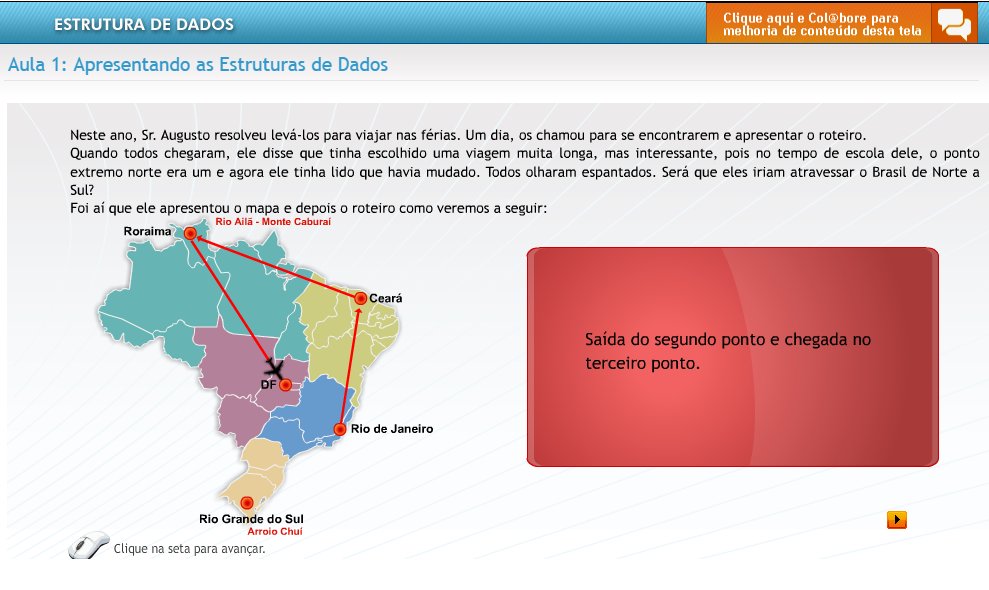 ESTRUTURA DE DADOS
Clique aqui e Col@bore para
melhoria de conteúdo desta tela
Aula 1: Apresentando as Estruturas de Dados
Neste ano, Sr. Augusto resolveu levá-los para viajar nas férias. Um dia, os chamou para se encontrarem e apresentar o roteiro.
Quando todos chegaram, ele disse que tinha escolhido uma viagem muita longa, mas interessante, pois no tempo de escola dele, o ponto
extremo norte era um e agora ele tinha lido que havia mudado. Todos olharam espantados. Será que eles iriam atravessar o Brasil de Norte a
Sul?
Foi aí que ele apresentou o mapa e depois o roteiro como veremos a seguir:
Rio Ailã - Monte Caburaí
Roraima
Ceará
DF
Rio de Janeiro
Rio Grande do Sul
Arroio Chuí
Saída do segundo ponto e chegada no
terceiro ponto.
Clique na seta para avançar.